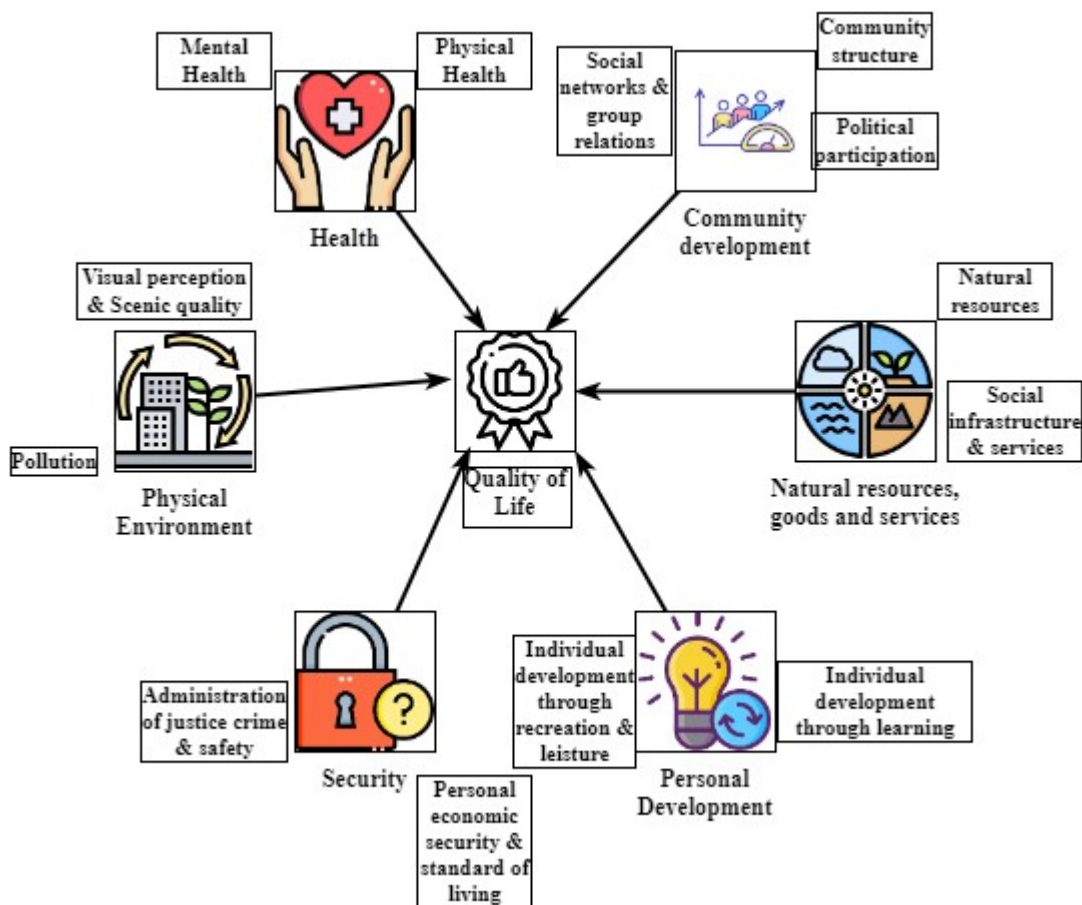 Mental
Health
Physical
Health
Health
Social
networks &
group
relations
Community
structure
Political
participation
Community
development
Visual perception
& Scenic quality
Pollution
Physical
Environment
Quality of
Life
Natural
resources
Social
infrastructure
& services
Natural resources,
goods and services
Administration
of justice crime
& safety
?
Security
Personal
economic
security &
standard of
living
Individual
development
through
recreation &
leisture
Individual
development
through learning
Personal
Development